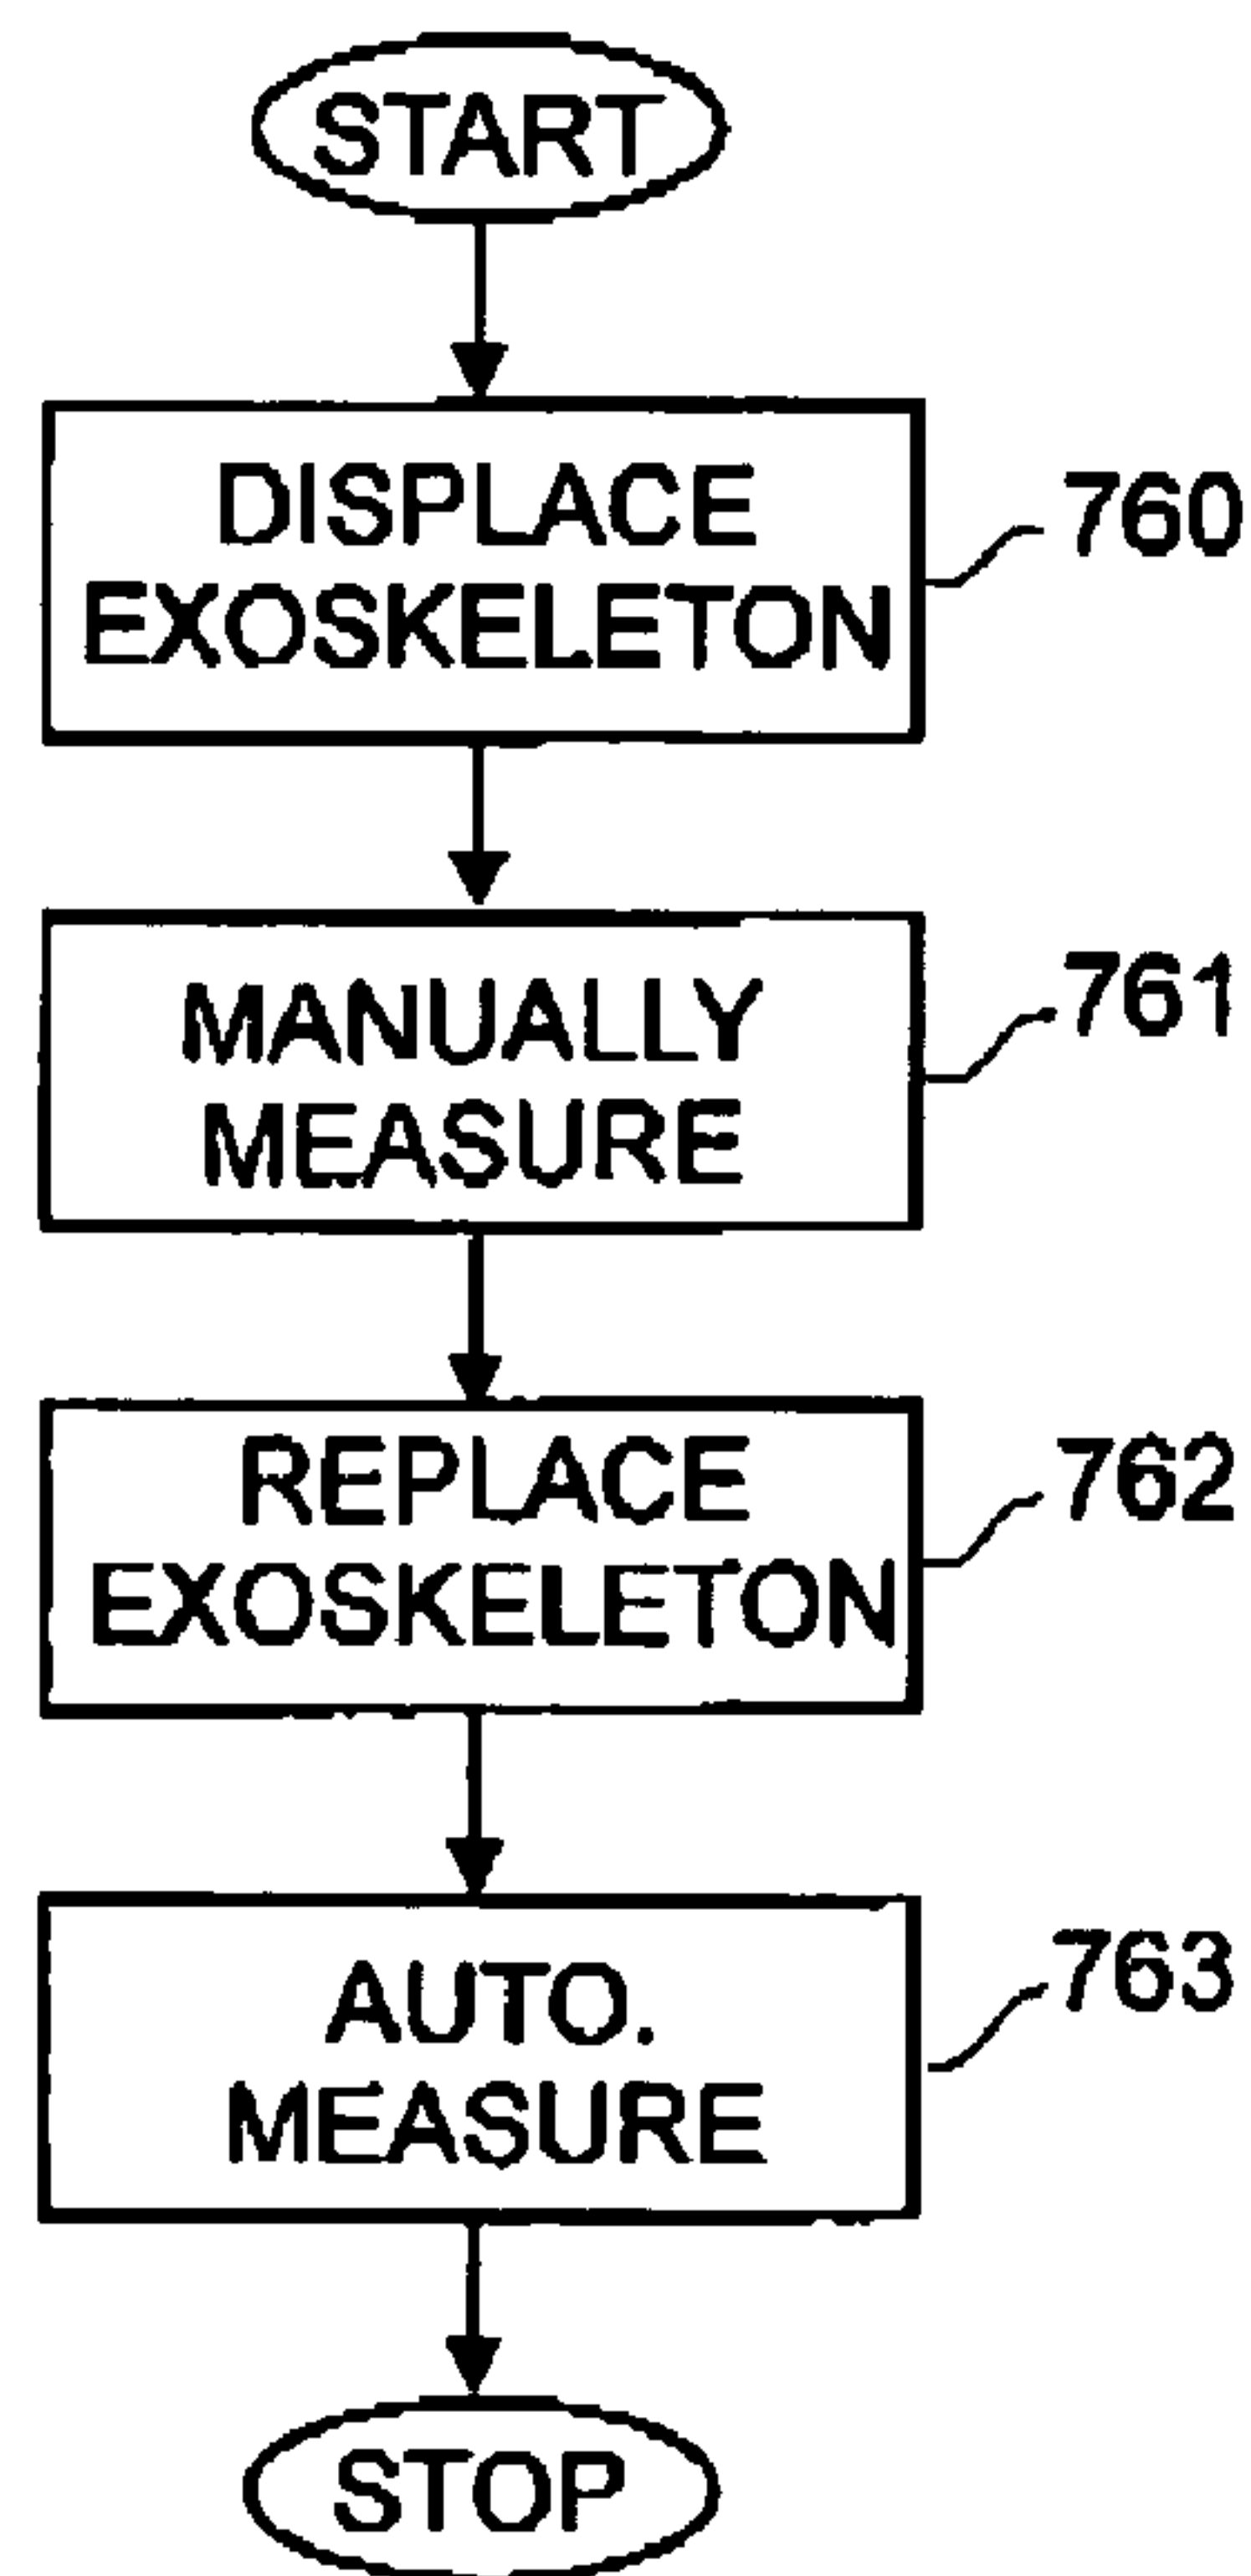 START
DISPLACE
EXOSKELETON
760
MANUALLY
MEASURE
761
REPLACE
EXOSKELETON
762
AUTO.
MEASURE
763
STOP